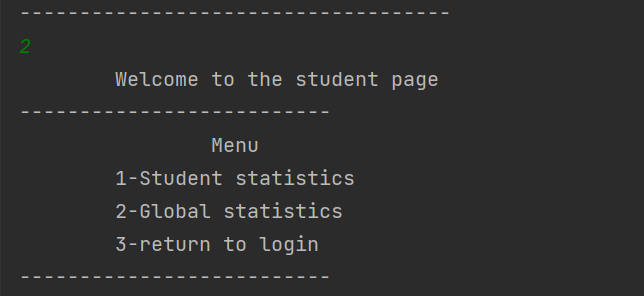 ------------------------------------
2
Welcome to the student page
--------------------------
Menu
1-Student statistics
2-Global statistics
3-return to login
--------------------------